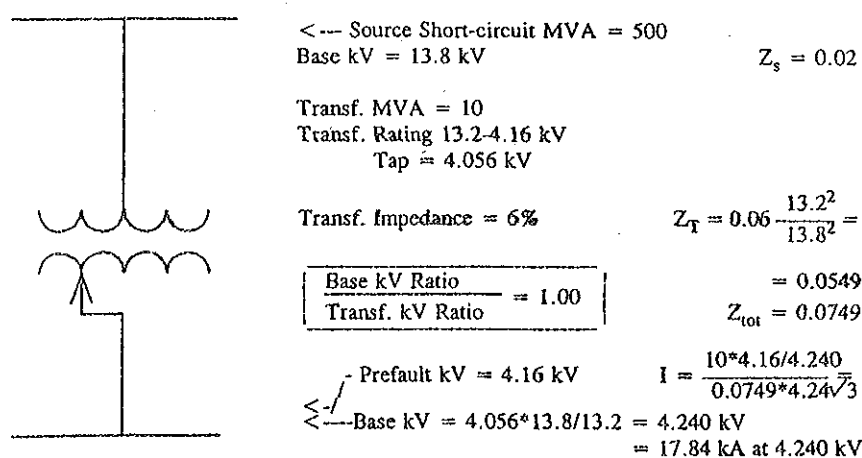 <--- Source Short-circuit MVA = 500
Base kV = 13.8 kV Z_s = 0.02
Transf. MVA = 10
Transf. Rating 13.2-4.16 kV
Tap = 4.056 kV
Transf. Impedance = 6% Z_T = 0.06 13.2²/13.8² =
Base kV Ratio/Transf. kV Ratio = 1.00
= 0.0549
Z_tot = 0.0749
- Prefault kV = 4.16 kV I = 10*4.16/4.240 / 0.0749*4.24√3 =
<-/
<----Base kV = 4.056*13.8/13.2 = 4.240 kV
= 17.84 kA at 4.240 kV